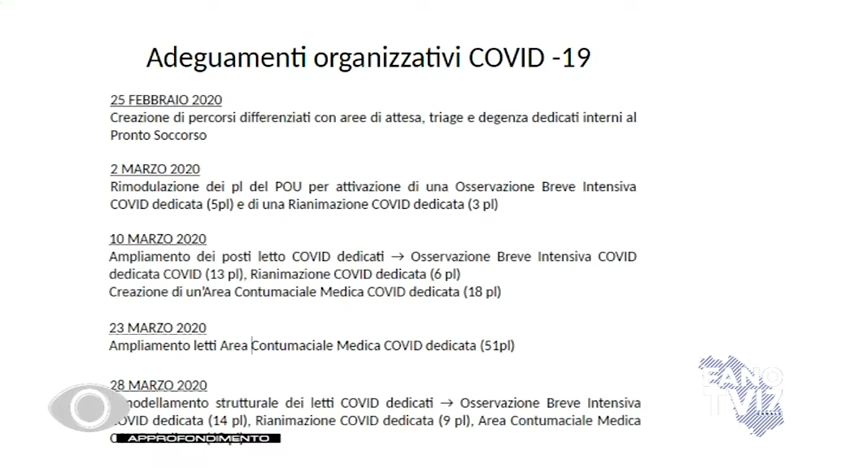 Adeguamenti organizzativi COVID -19
25 FEBBRAIO 2020
Creazione di percorsi differenziati con aree di attesa, triage e degenza dedicati interni al
Pronto Soccorso
2 MARZO 2020
Rimodulazione dei pl del POU per attivazione di una Osservazione Breve Intensiva
COVID dedicata (5pl) e di una Rianimazione COVID dedicata (3 pl)
10 MARZO 2020
Ampliamento dei posti letto COVID dedicati → Osservazione Breve Intensiva COVID
dedicata COVID (13 pl), Rianimazione COVID dedicata (6 pl)
Creazione di un'Area Contumaciale Medica COVID dedicata (18 pl)
23 MARZO 2020
Ampliamento letti Area Contumaciale Medica COVID dedicata (51pl)
28 MARZO 2020
modellamento strutturale dei letti COVID dedicati → Osservazione Breve Intensiva
OVID dedicata (14 pl), Rianimazione COVID dedicata (9 pl), Area Contumaciale Medica
APPROFONDIMENTO
FANO
TV17